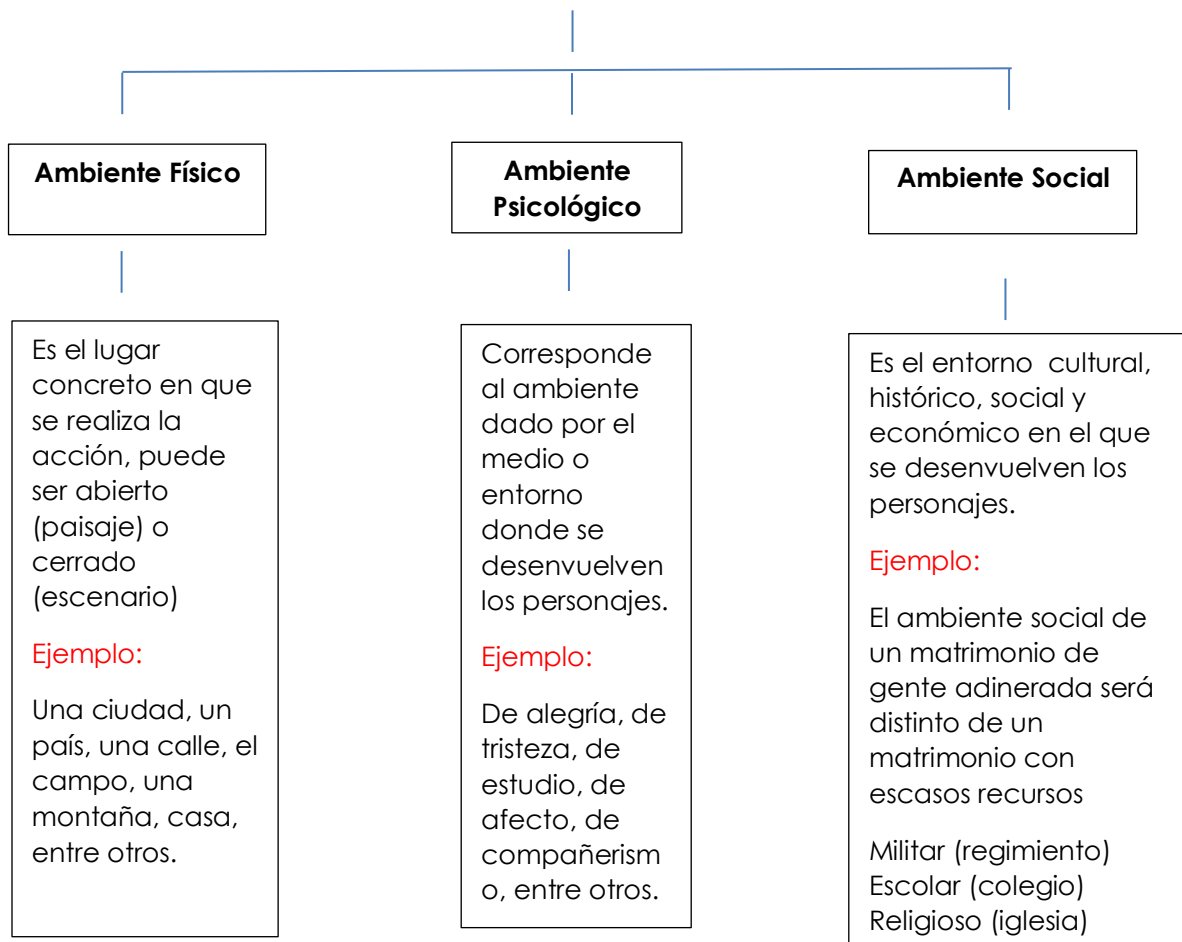 Ambiente Físico
Es el lugar
concreto en que
se realiza la
acción, puede
ser abierto
(paisaje) o
cerrado
(escenario)
Ejemplo:
Una ciudad, un
país, una calle, el
campo, una
montaña, casa,
entre otros.
Ambiente
Psicológico
Corresponde
al ambiente
dado por el
medio o
entorno
donde se
desenvuelven
los personajes.
Ejemplo:
De alegría, de
tristeza, de
estudio, de
afecto, de
compañerism
o, entre otros.
Ambiente Social
Es el entorno cultural,
histórico, social y
económico en el que
se desenvuelven los
personajes.
Ejemplo:
El ambiente social de
un matrimonio de
gente adinerada será
distinto de un
matrimonio con
escasos recursos
Militar (regimiento)
Escolar (colegio)
Religioso (iglesia)